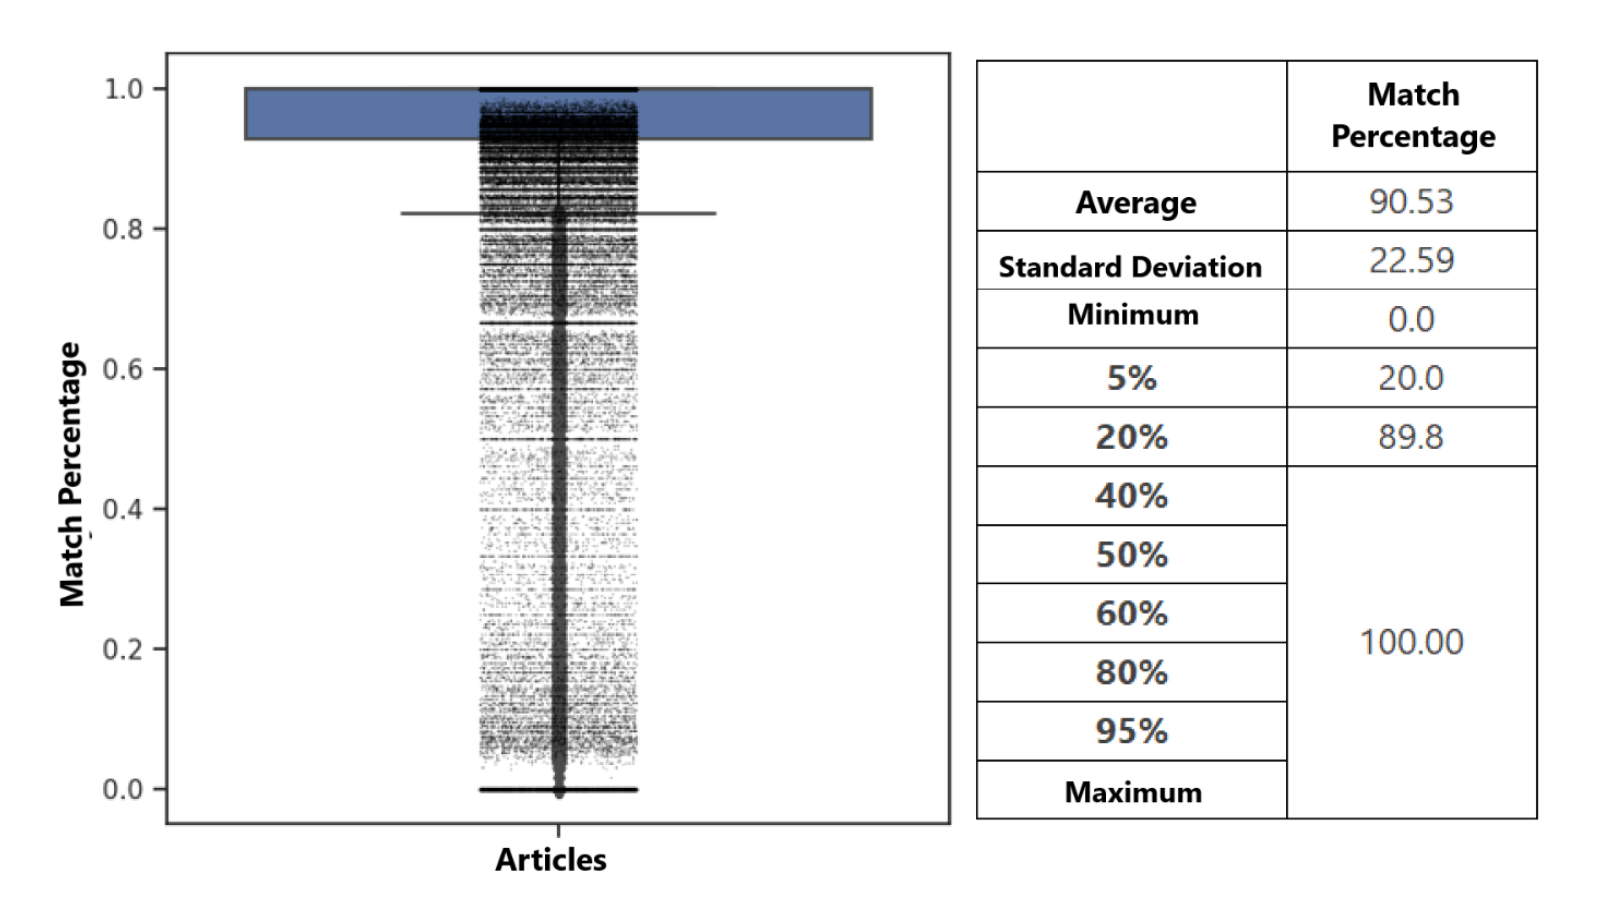 1.0
0.8
0.6
0.4
0.2
0.0
Match Percentage
Articles
Match
Percentage
Average 90.53
Standard Deviation 22.59
Minimum 0.0
5% 20.0
20% 89.8
40%
50%
60%
80%
95%
Maximum
100.00